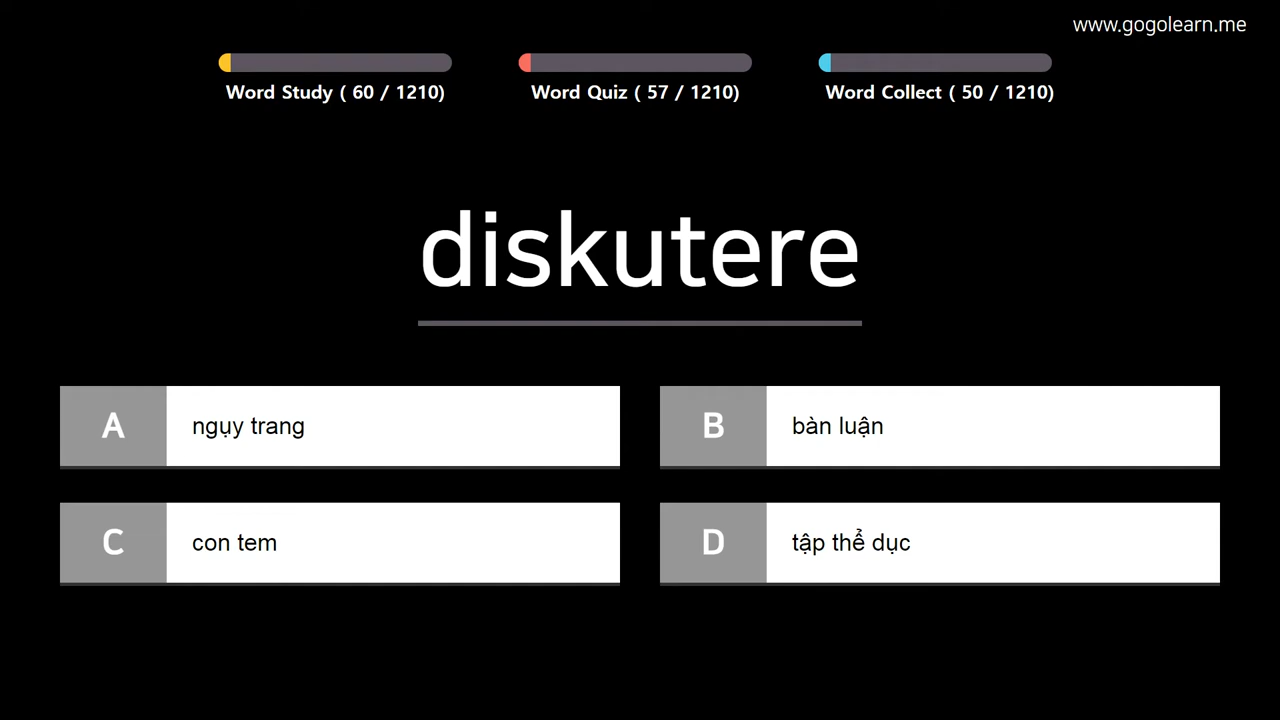 www.gogolearn.me
Word Study ( 60 / 1210)
Word Quiz ( 57 / 1210)
Word Collect ( 50 / 1210)
diskutere
A
ngụy trang
B
bàn luận
C
con tem
D
tập thể dục